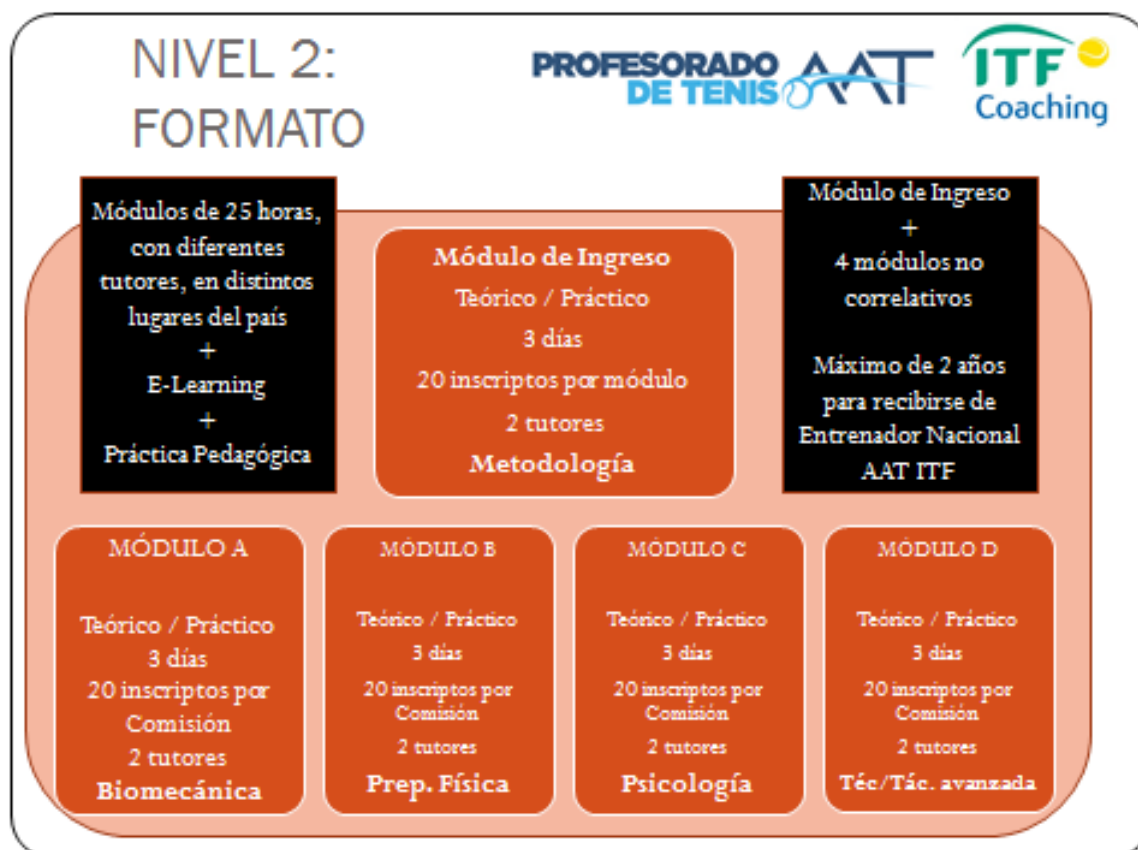 NIVEL 2:
FORMATO
PROFESORADO
DE TENIS
AAT
ITF
Coaching
Módulos de 25 horas,
con diferentes
tutores, en distintos
lugares del país
+
E-Learning
+
Práctica Pedagógica
Módulo de Ingreso
Teórico / Práctico
3 días
20 inscriptos por módulo
2 tutores
Metodología
Módulo de Ingreso
+
4 módulos no
correlativos
Máximo de 2 años
para recibirse de
Entrenador Nacional
AAT ITF
MÓDULO A
Teórico / Práctico
3 días
20 inscriptos por
Comisión
2 tutores
Biomecánica
MÓDULO B
Teórico / Práctico
3 días
20 inscriptos por
Comisión
2 tutores
Prep. Física
MÓDULO C
Teórico / Práctico
3 días
20 inscriptos por
Comisión
2 tutores
Psicología
MÓDULO D
Teórico / Práctico
3 días
20 inscriptos por
Comisión
2 tutores
Téc/Tác. avanzada